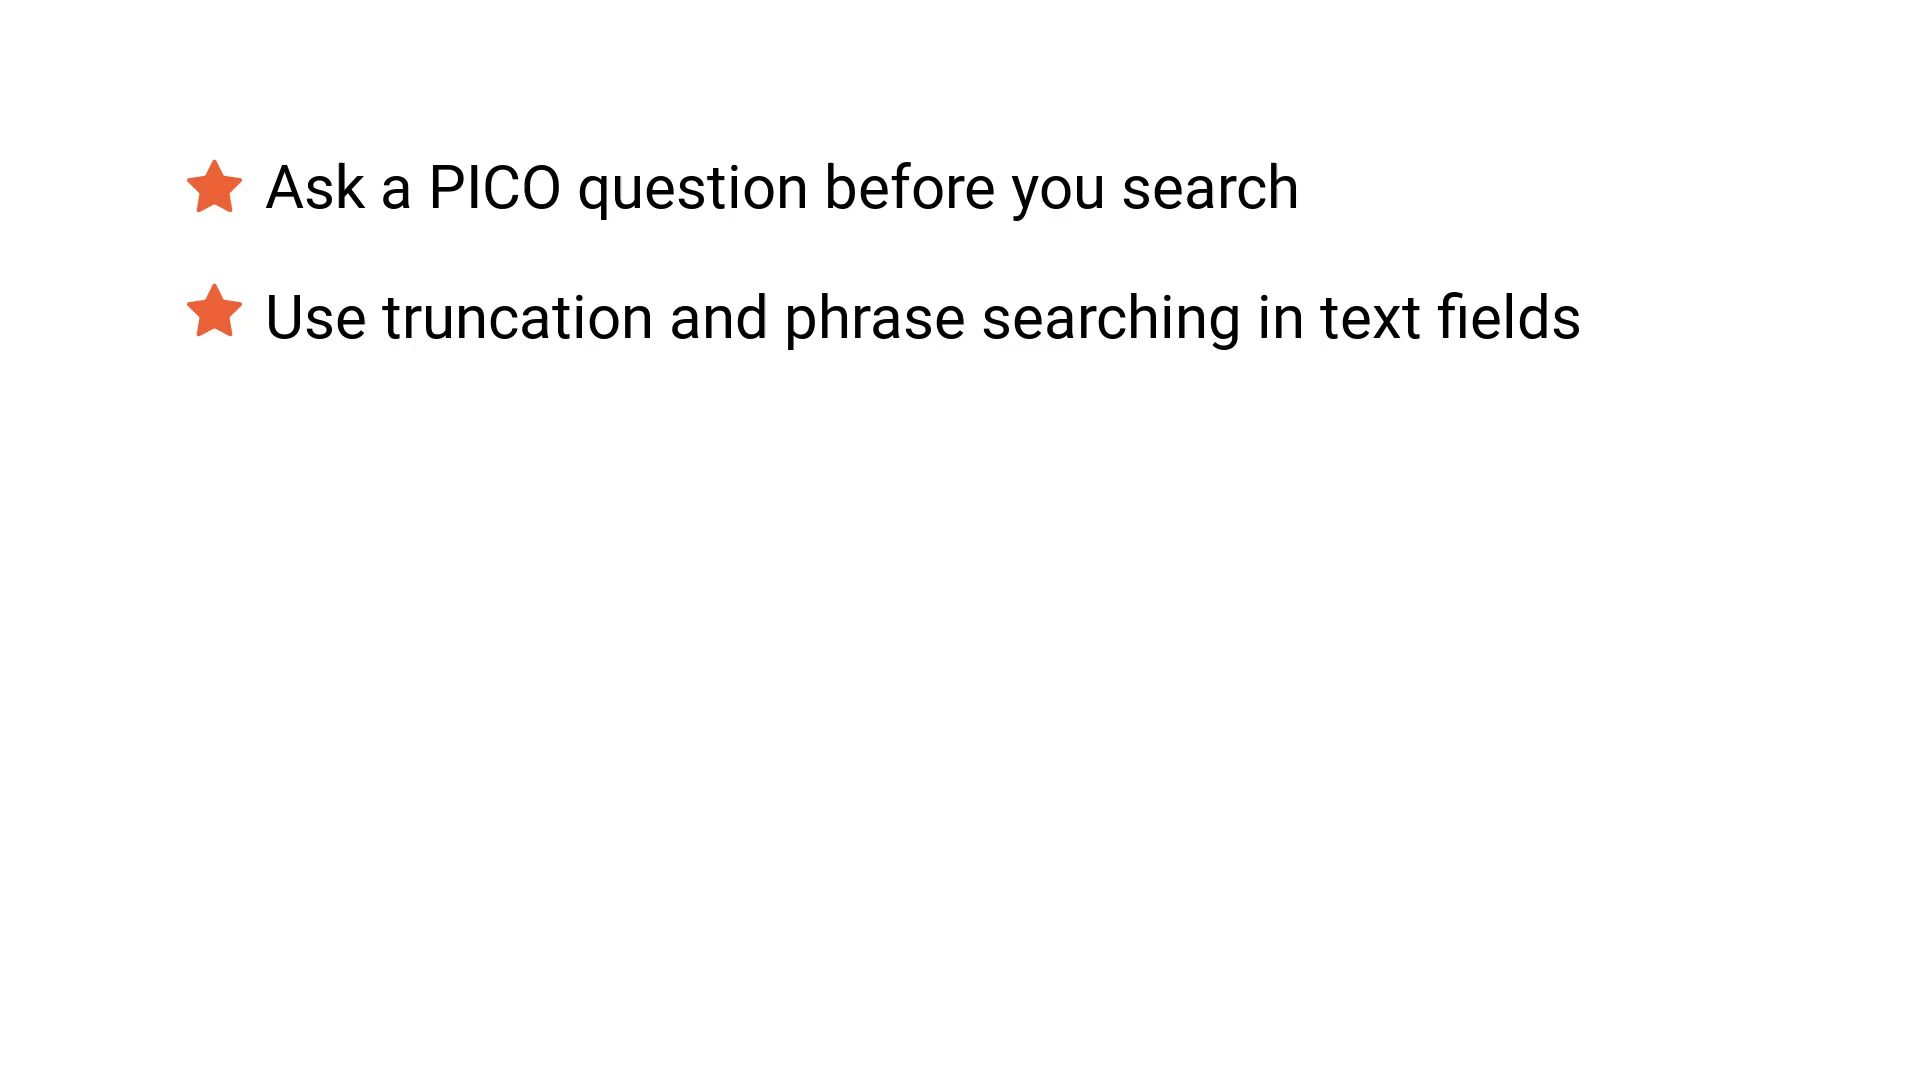 Ask a PICO question before you search
Use truncation and phrase searching in text fields